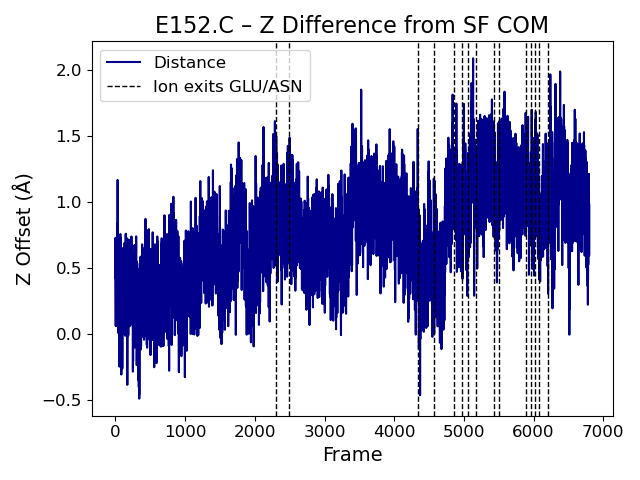 E152.C – Z Difference from SF COM
Distance
Ion exits GLU/ASN
Z Offset (Å)
2.0
1.5
1.0
0.5
0.0
−0.5
0 1000 2000 3000 4000 5000 6000 7000
Frame